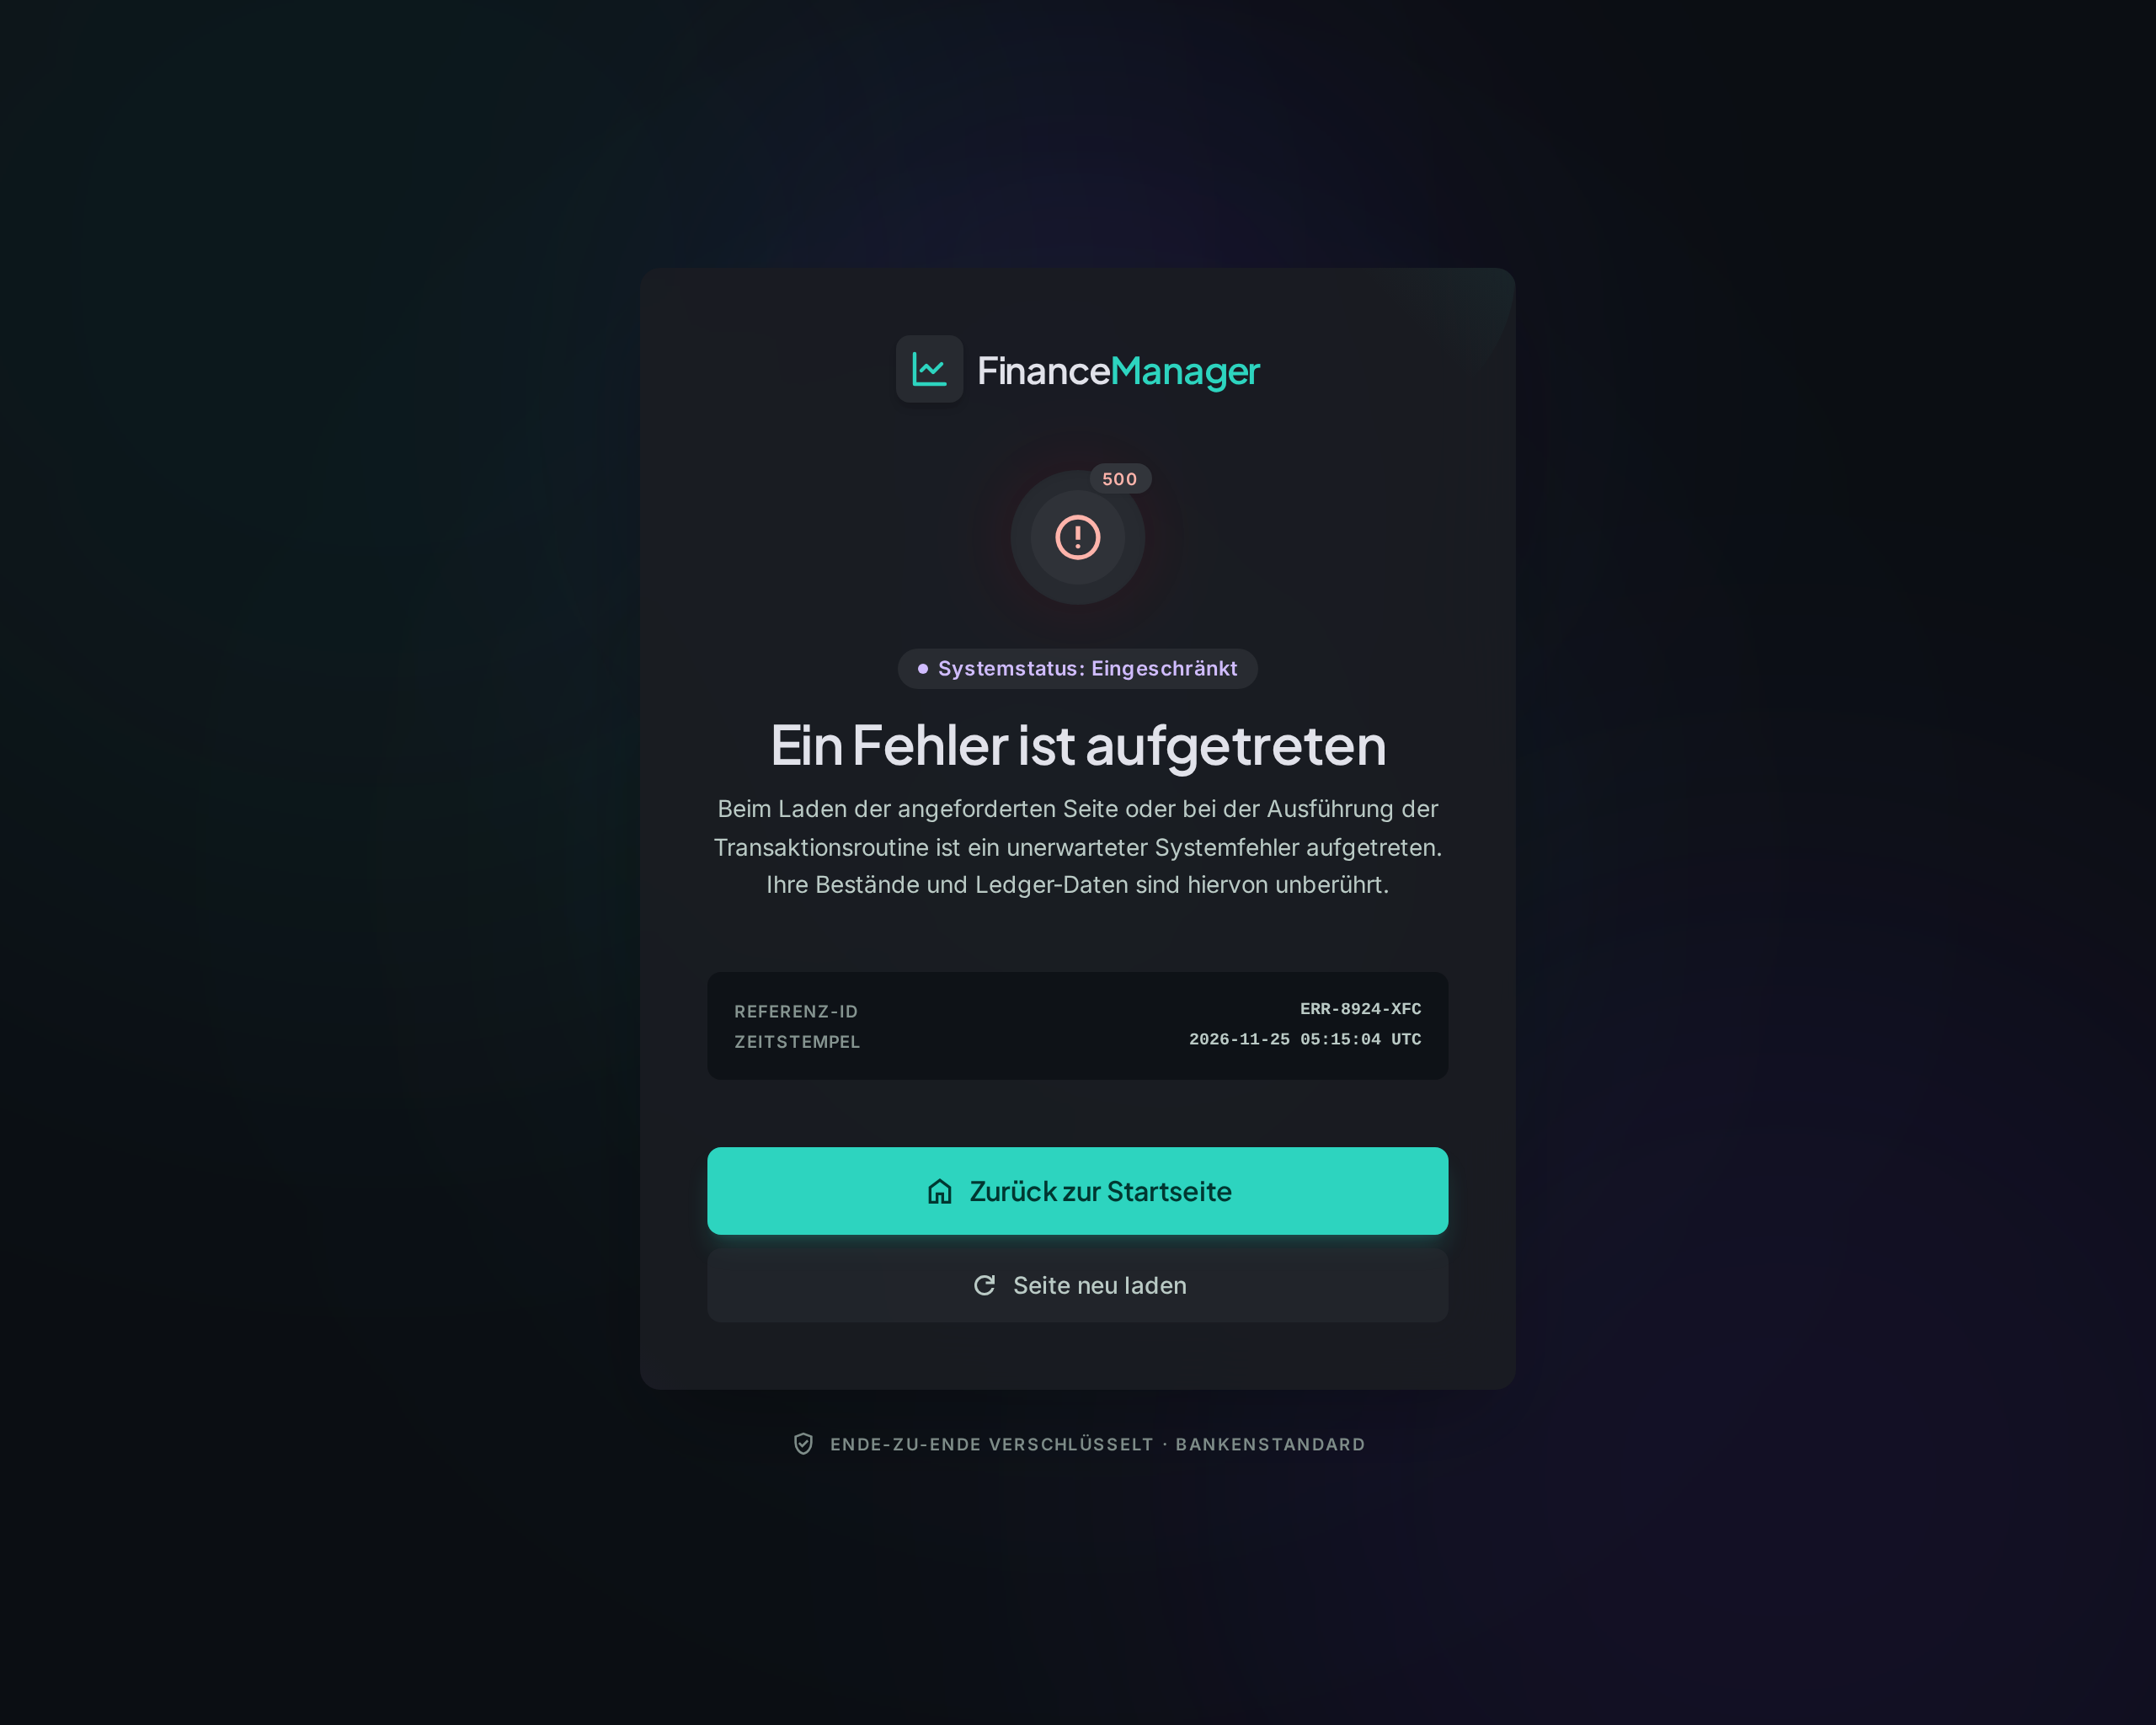 FinanceManager
500
Systemstatus: Eingeschränkt
Ein Fehler ist aufgetreten
Beim Laden der angeforderten Seite oder bei der Ausführung der
Transaktionsroutine ist ein unerwarteter Systemfehler aufgetreten.
Ihre Bestände und Ledger-Daten sind hiervon unberührt.
REFERENZ-ID ERR-8924-XFC
ZEITSTEMPEL 2026-11-25 05:15:04 UTC
Zurück zur Startseite
Seite neu laden
ENDE-ZU-ENDE VERSCHLÜSSELT · BANKENSTANDARD